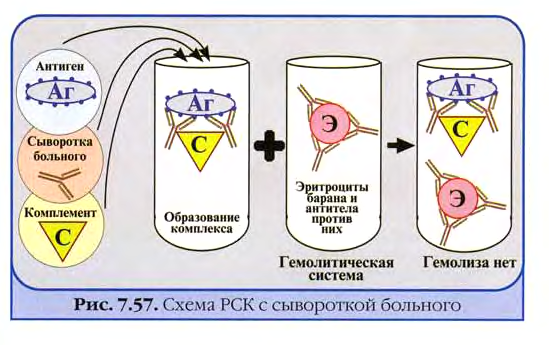 Антиген
Аг
Сыворотка
больного
Комплемент
С
Аг
С
Образование
комплекса
Э
Эритроциты
барана и
антитела
против
них
Гемолитическая
система
Аг
С
Э
Гемолиза нет
Рис. 7.57. Схема РСК с сывороткой больного